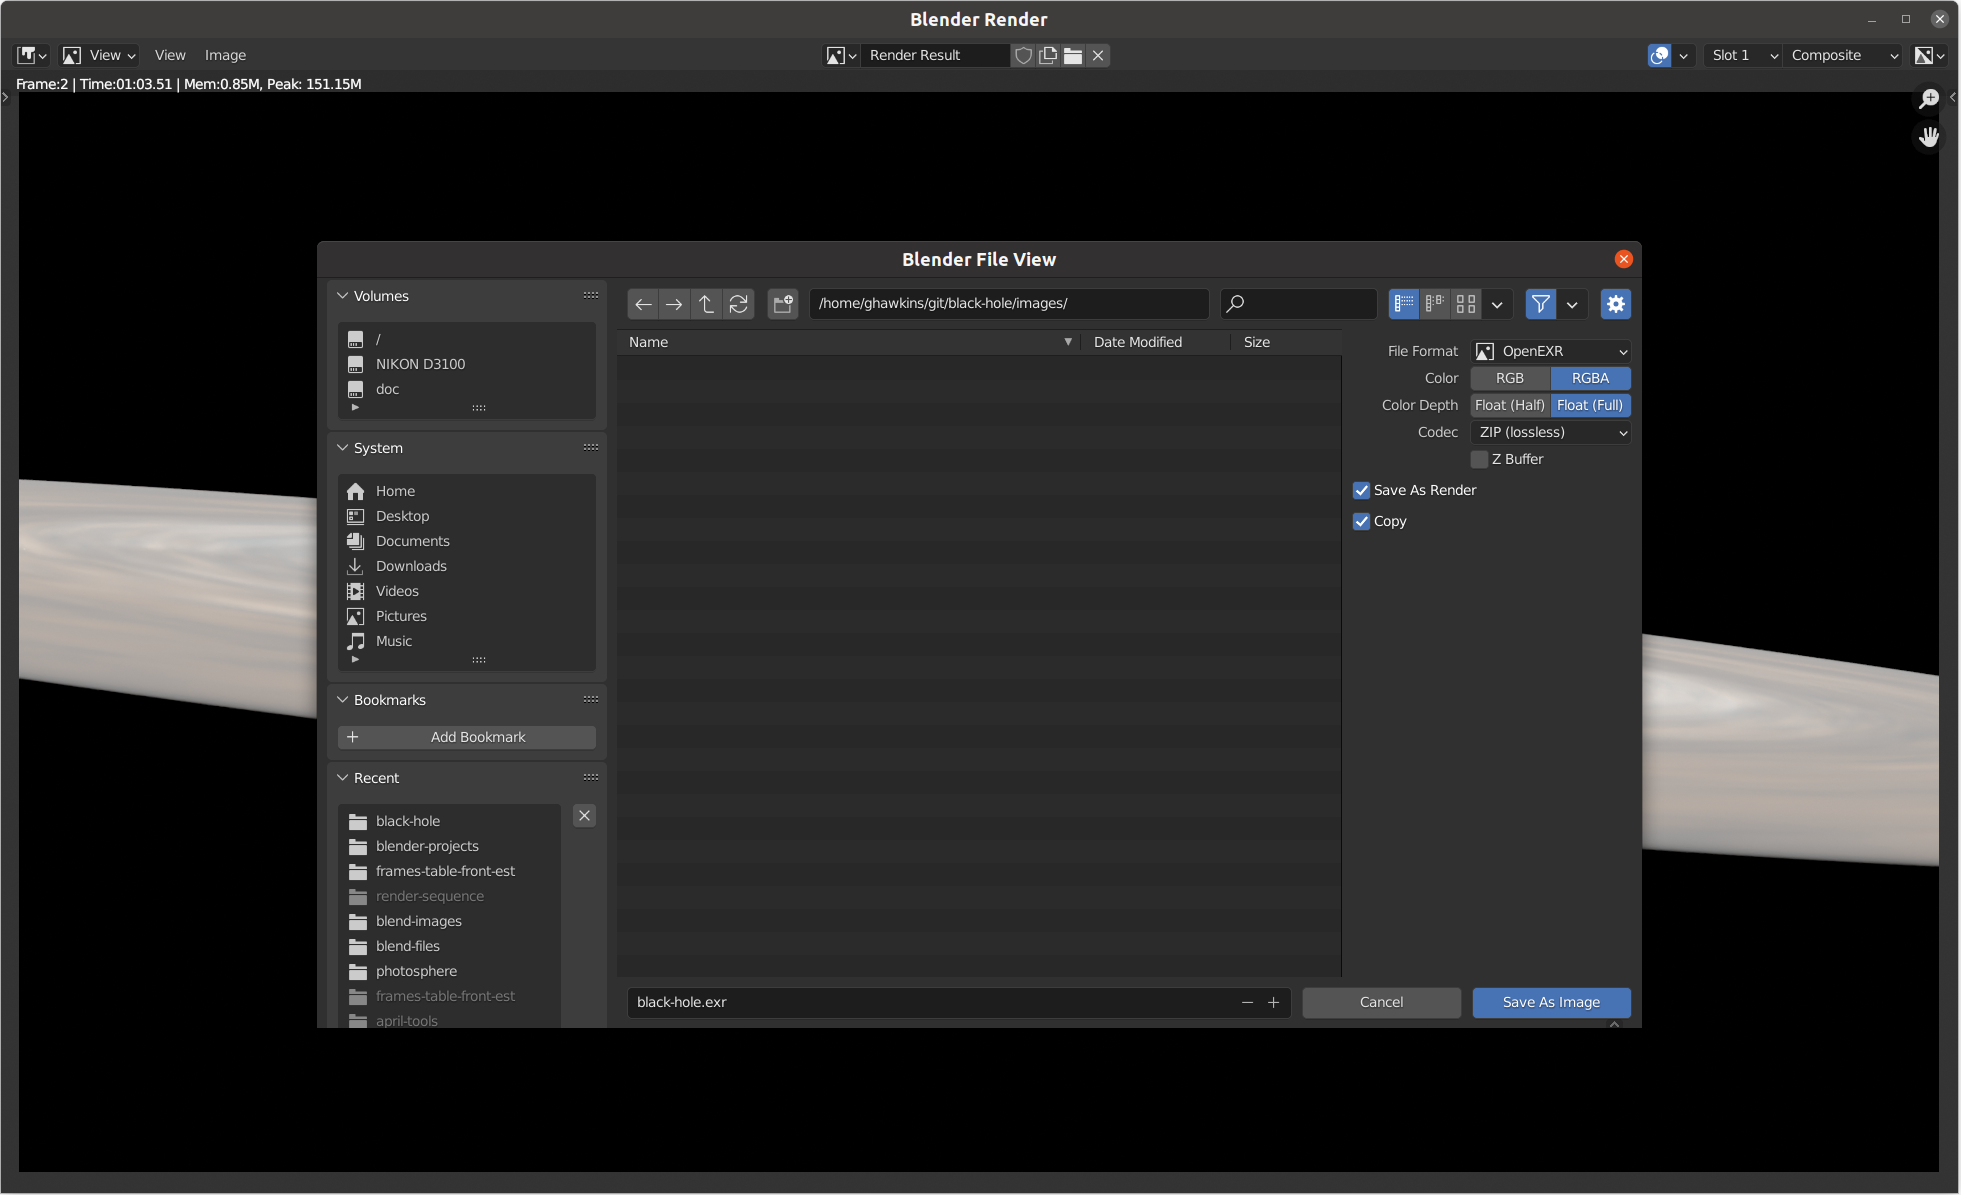 Blender Render
View View Image Render Result Slot 1 Composite
Frame:2 | Time:01:03.51 | Mem:0.85M, Peak: 151.15M
Blender File View
Volumes
/
NIKON D3100
doc
System
Home
Desktop
Documents
Downloads
Videos
Pictures
Music
Bookmarks
Add Bookmark
Recent
black-hole
blender-projects
frames-table-front-est
render-sequence
blend-images
blend-files
photosphere
frames-table-front-est
april-tools
/home/ghawkins/git/black-hole/images/
Name Date Modified Size
File Format OpenEXR
Color RGB RGBA
Color Depth Float (Half) Float (Full)
Codec ZIP (lossless)
Z Buffer
Save As Render
Copy
black-hole.exr
Cancel Save As Image